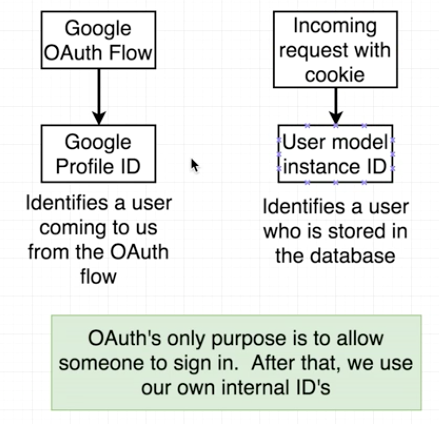 Google
OAuth Flow
Google
Profile ID
Identifies a user
coming to us
from the OAuth
flow
Incoming
request with
cookie
User model
instance ID
Identifies a user
who is stored in
the database
OAuth's only purpose is to allow
someone to sign in.  After that, we use
our own internal ID's